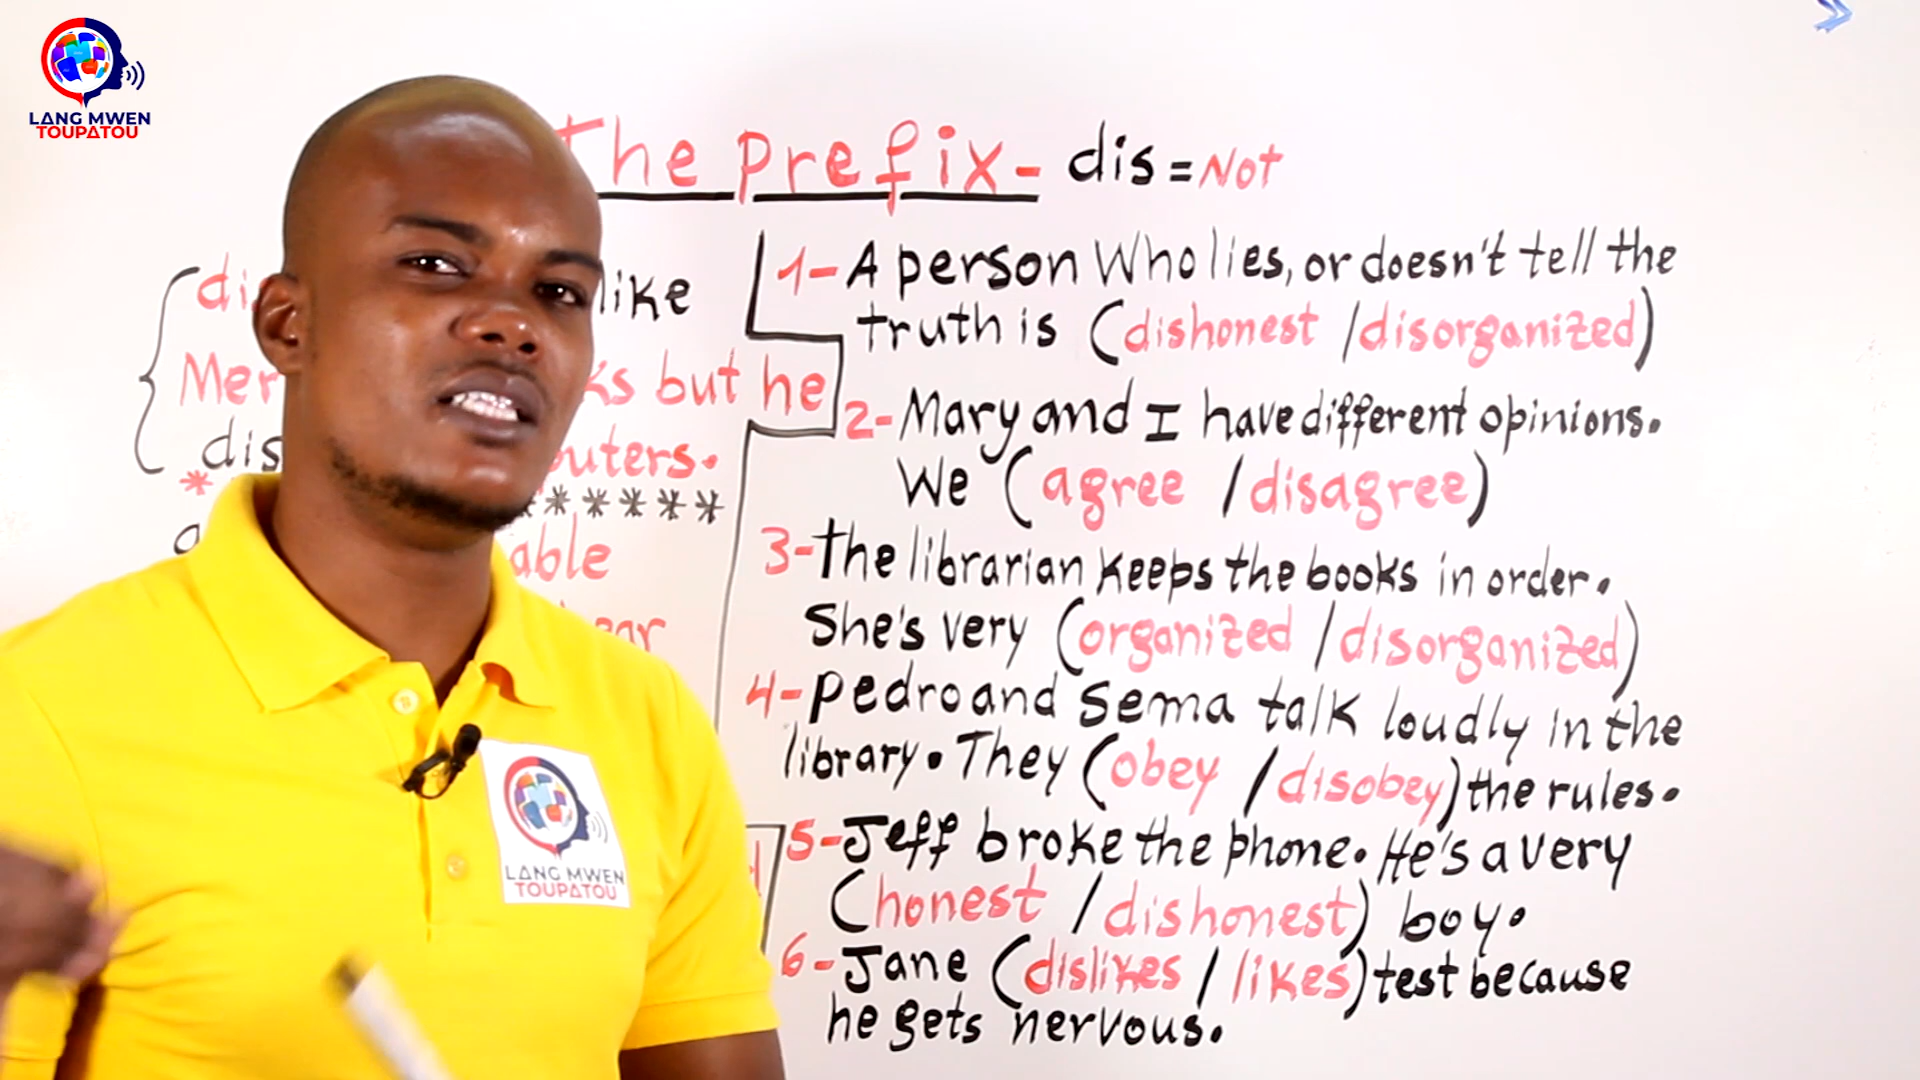 LANG MWEN
TOUPATOU
The Prefix- dis = Not
like
but he
dis
*
******
able
1- A person who lies, or doesn't tell the
truth is (dishonest / disorganized)
2- Mary and I have different opinions.
We (agree / disagree)
3- The librarian keeps the books in order.
She's very (organized / disorganized)
4- Pedro and Sema talk loudly in the
library. They (obey / disobey) the rules.
5- Jeff broke the phone. He's a very
(honest / dishonest) boy.
6- Jane (dislikes / likes) test because
he gets nervous.
LANG MWEN
TOUPATOU